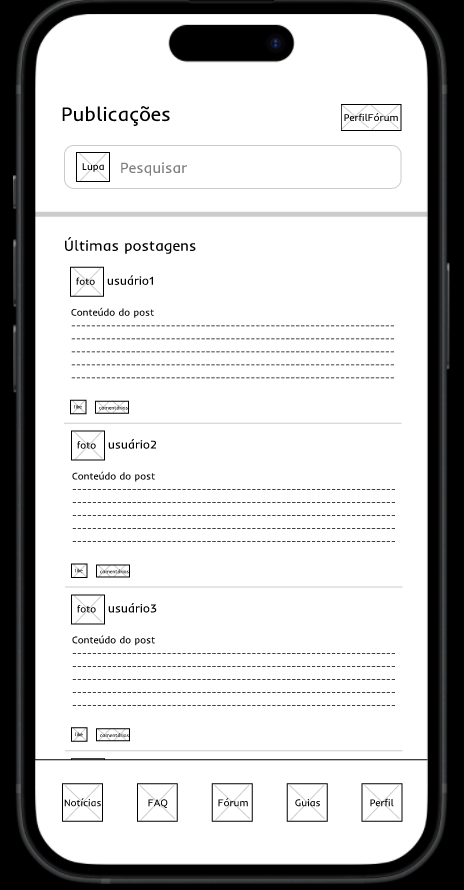 Publicações
PerfilFórum
Lupa
Pesquisar
Últimas postagens
foto
usuário1
Conteúdo do post
like
comentários
foto
usuário2
Conteúdo do post
like
comentários
foto
usuário3
Conteúdo do post
like
comentários
Notícias
FAQ
Fórum
Guias
Perfil